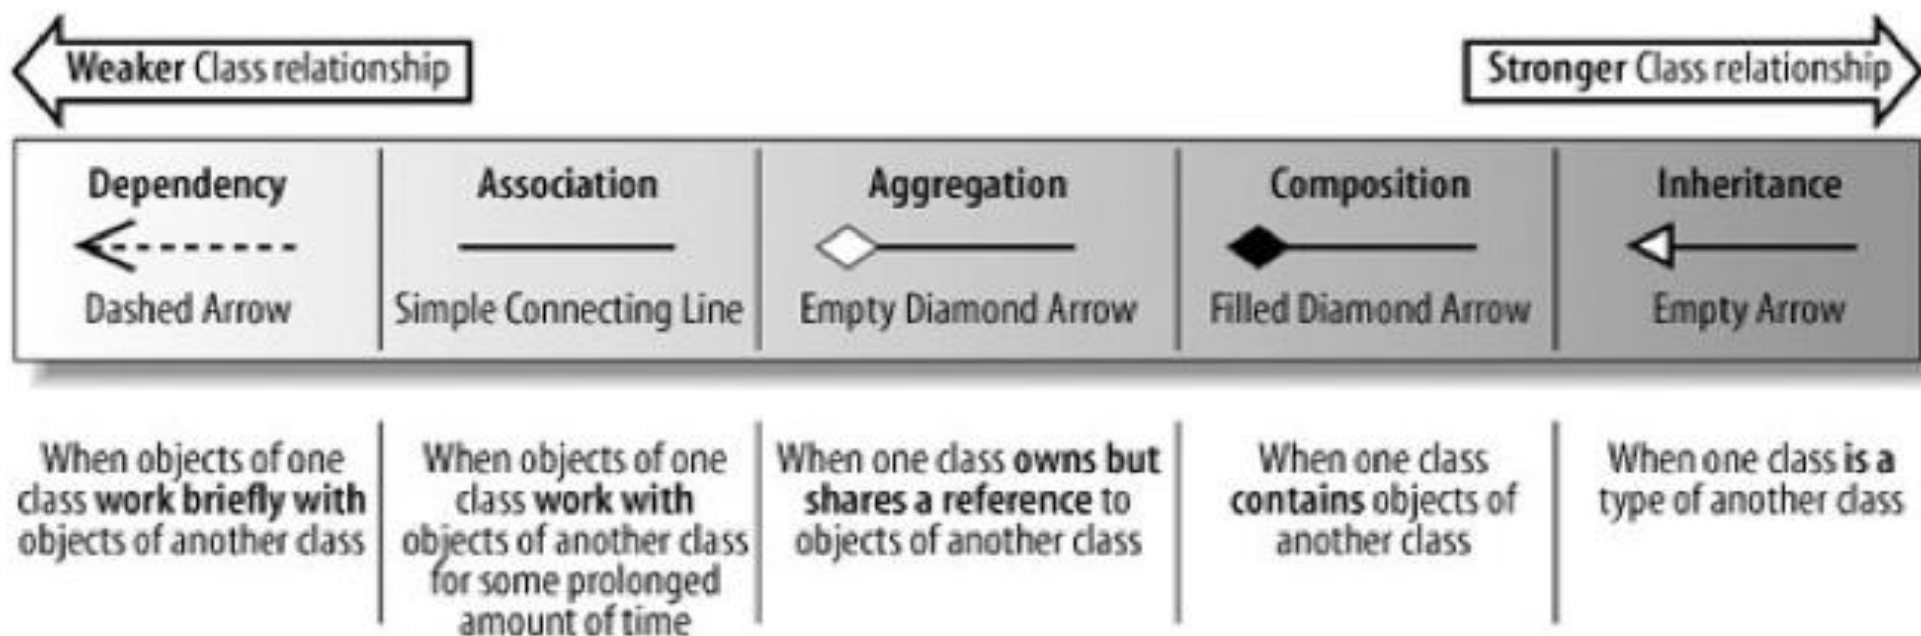 Weaker Class relationship
Stronger Class relationship
Dependency
Association
Aggregation
Composition
Inheritance
Dashed Arrow
Simple Connecting Line
Empty Diamond Arrow
Filled Diamond Arrow
Empty Arrow
When objects of one
class work briefly with
objects of another class
When objects of one
class work with
objects of another class
for some prolonged
amount of time
When one class owns but
shares a reference to
objects of another class
When one class
contains objects of
another class
When one class is a
type of another class